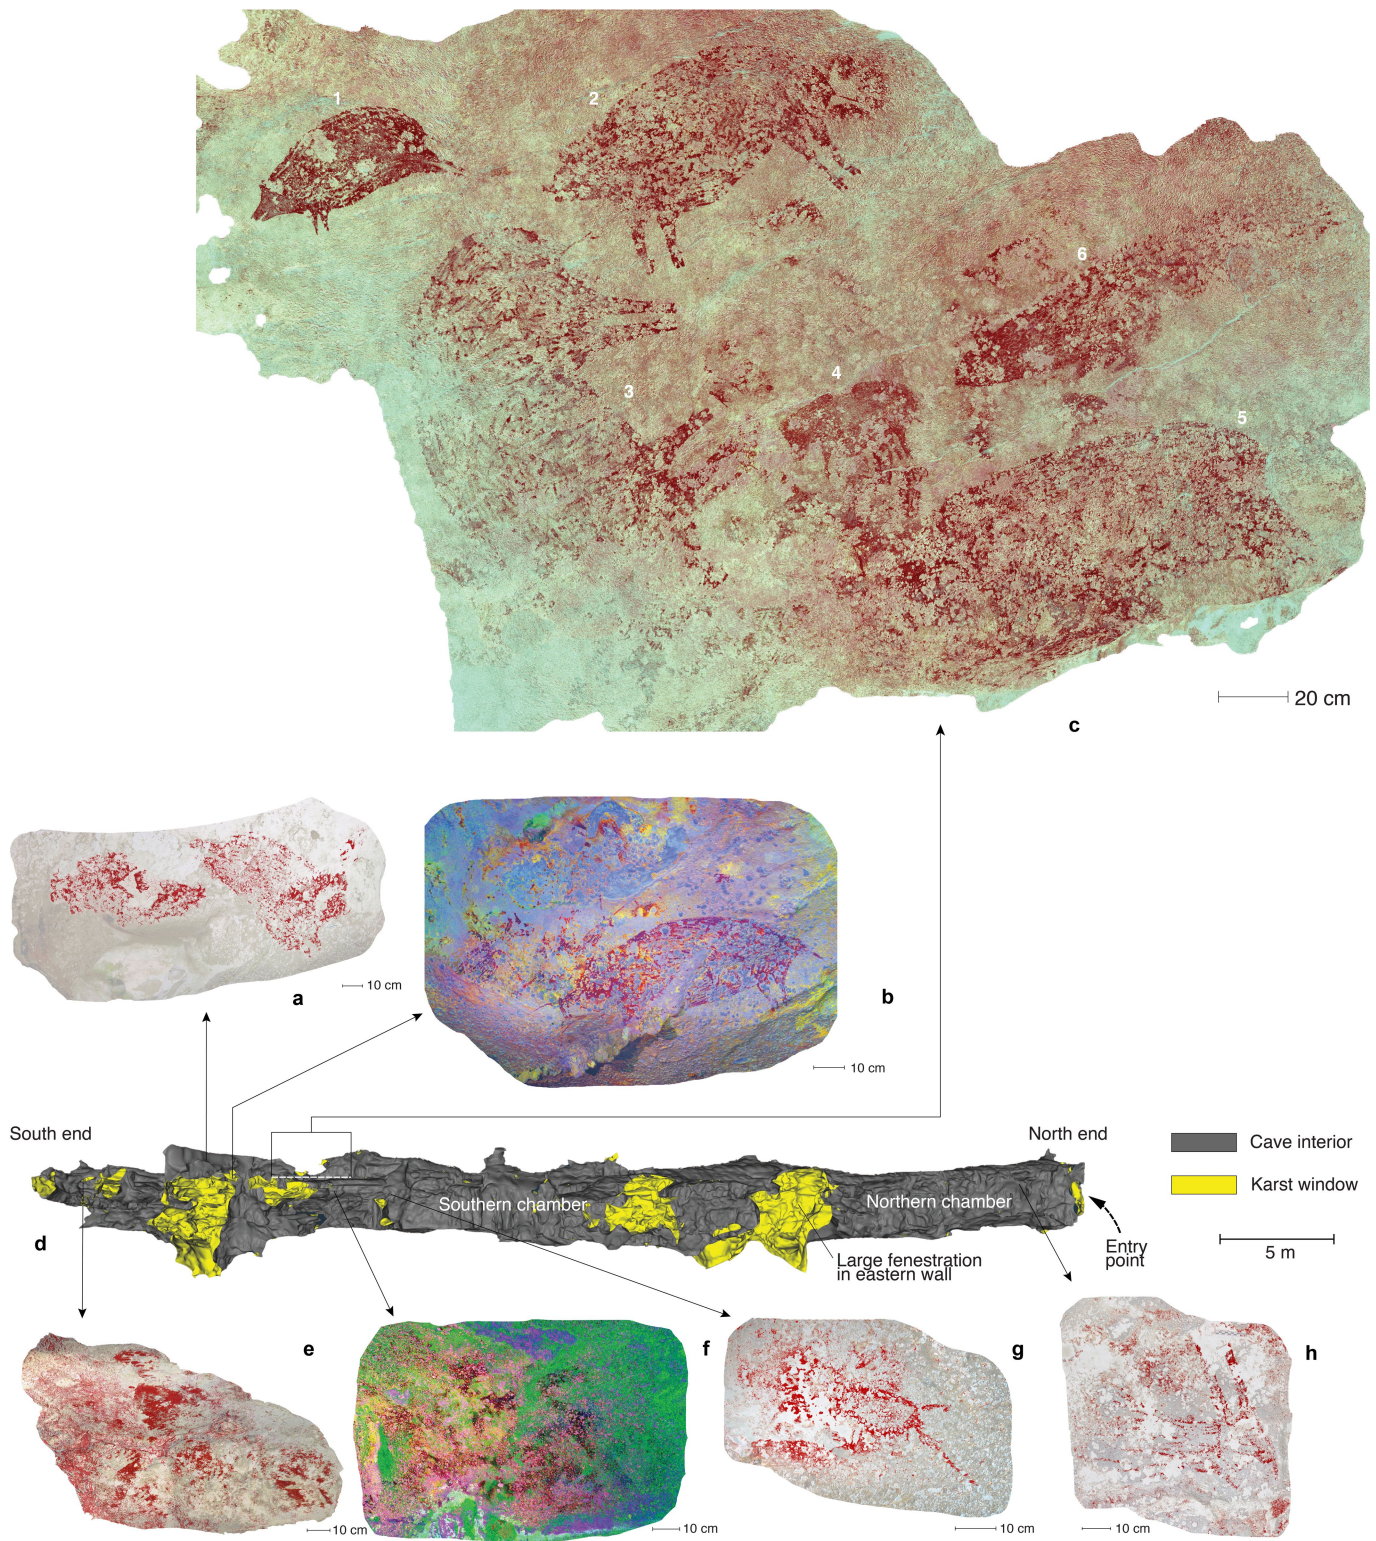 1
2
6
3
4
5
20 cm
c
a
10 cm
b
10 cm
South end
North end
Cave interior
Karst window
Southern chamber
Northern chamber
d
Large fenestration
in eastern wall
Entry
point
5 m
e
f
g
h
10 cm
10 cm
10 cm
10 cm